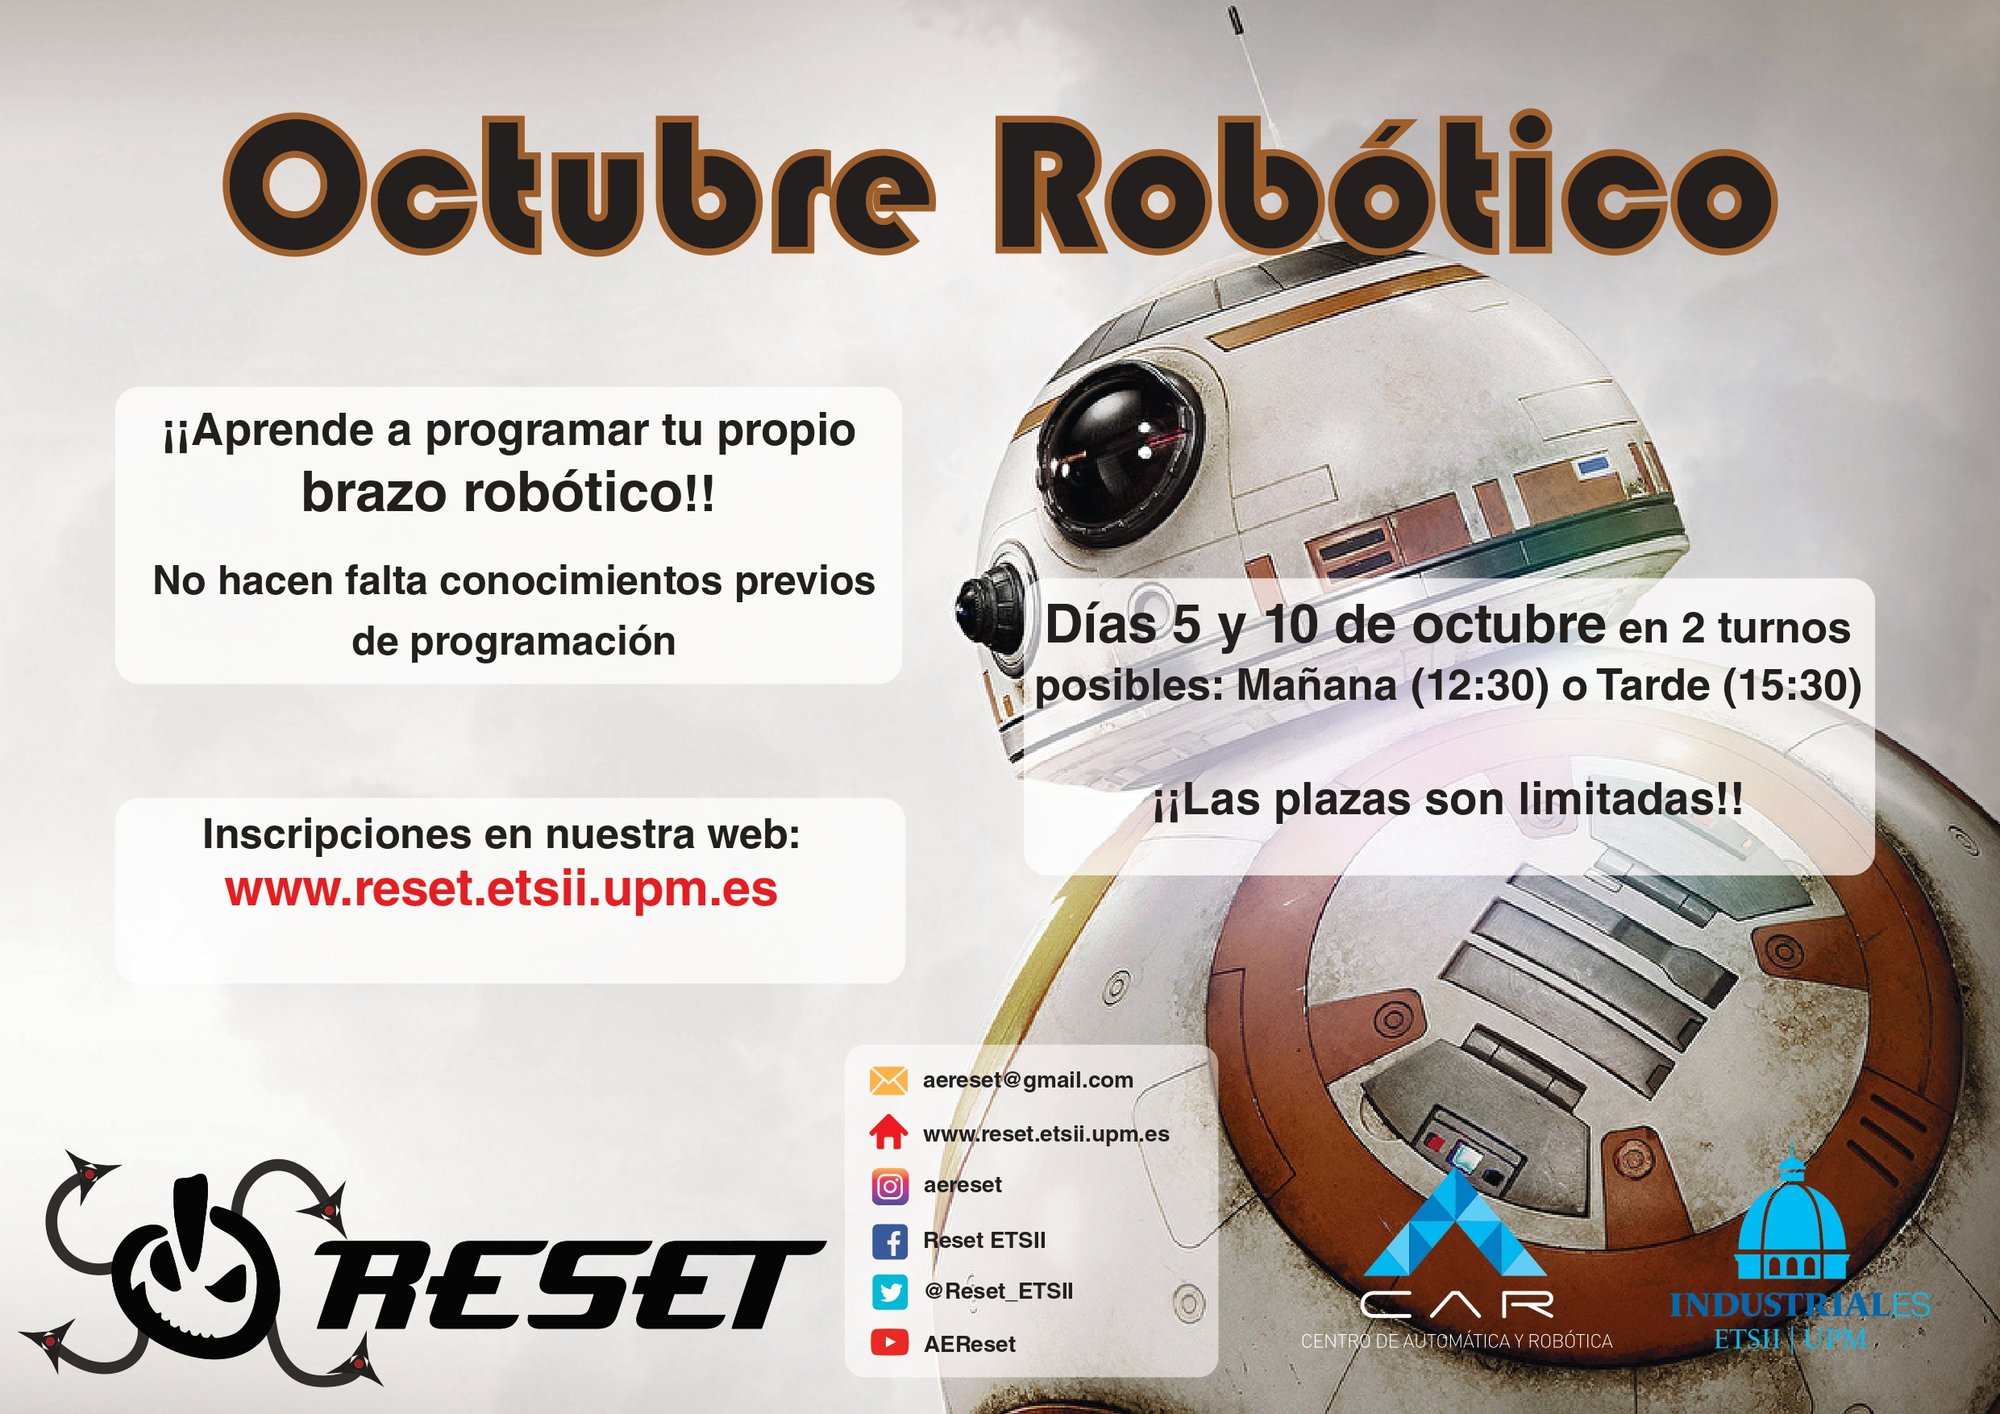 Octubre Robótico
¡¡Aprende a programar tu propio
brazo robótico!!
No hacen falta conocimientos previos
de programación
Días 5 y 10 de octubre en 2 turnos
posibles: Mañana (12:30) o Tarde (15:30)
¡¡Las plazas son limitadas!!
Inscripciones en nuestra web:
www.reset.etsii.upm.es
aereset@gmail.com
www.reset.etsii.upm.es
aereset
Reset ETSII
@Reset_ETSII
AEReset
RESET
CAR
CENTRO DE AUTOMÁTICA Y ROBÓTICA
INDUSTRIALES
ETSII | UPM